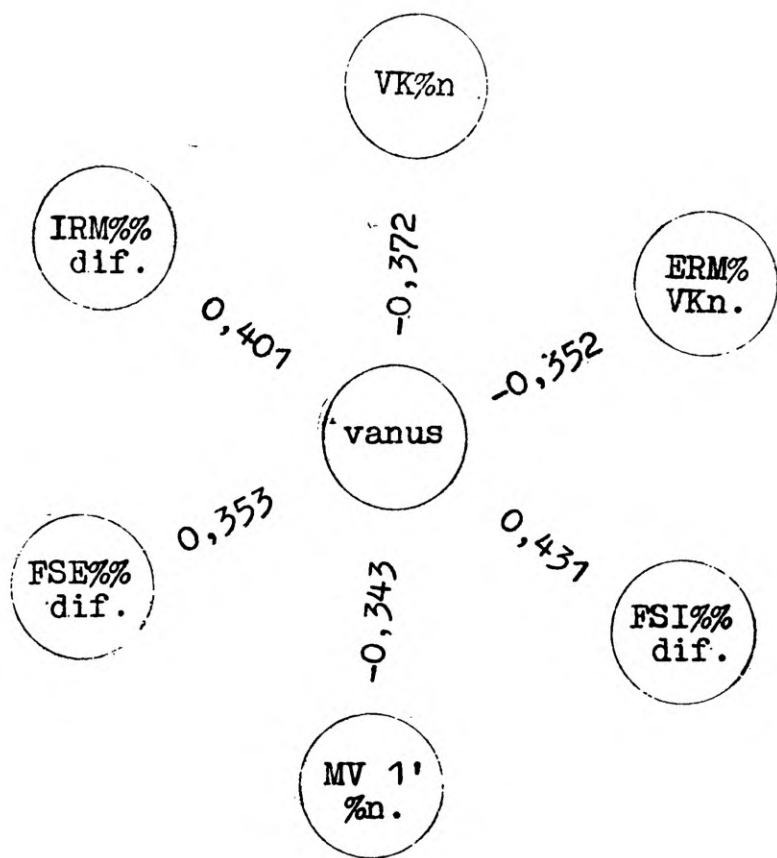 VK%n
IRM%%
dif.
-0,372
ERM%
VKn.
0,401
-0,352
vanus
0,353
0,431
FSE%%
dif.
-0,343
FSI%%
dif.
MV 1'
%n.